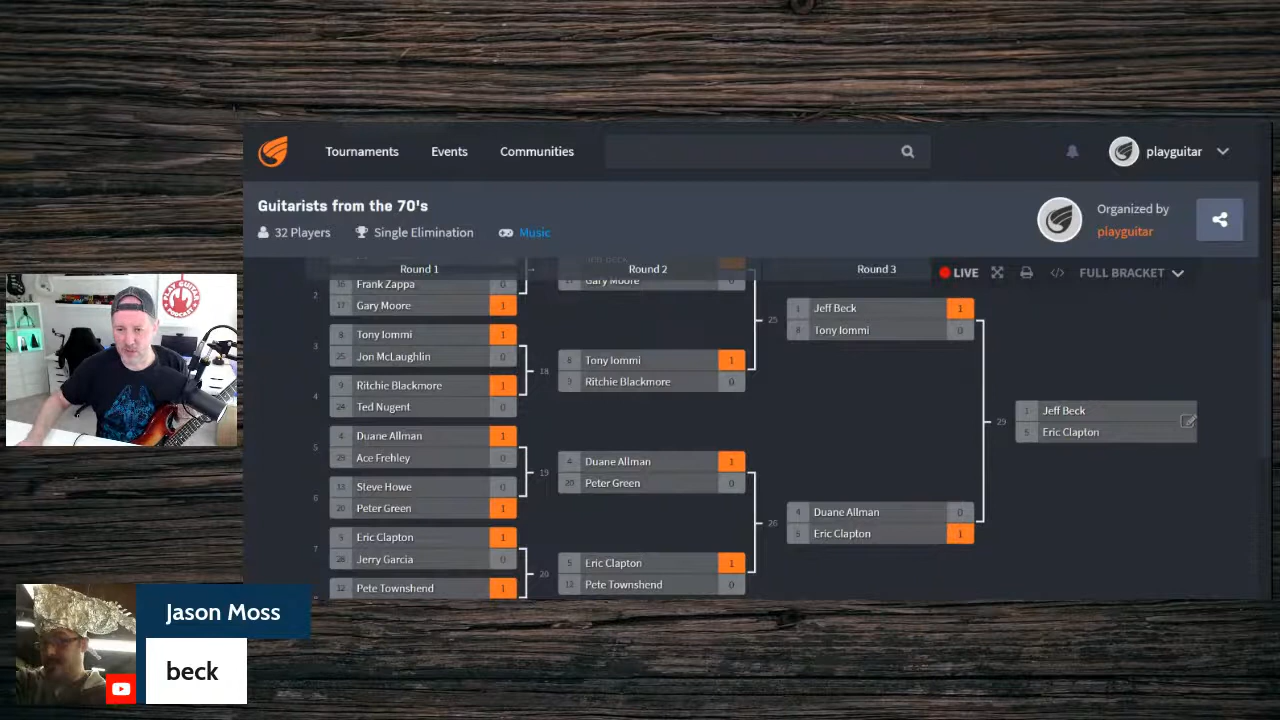 Tournaments Events Communities
playguitar
Guitarists from the 70's
32 Players Single Elimination Music
Organized by
playguitar
Round 1 Round 2 Round 3 LIVE FULL BRACKET
2
Frank Zappa 0
17 Gary Moore 1
3
8 Tony Iommi 1
25 Jon McLaughlin 0
4
9 Ritchie Blackmore 1
24 Ted Nugent 0
5
4 Duane Allman 1
29 Ace Frehley 0
6
13 Steve Howe 0
20 Peter Green 1
7
5 Eric Clapton 1
28 Jerry Garcia 0
12 Pete Townshend 1
Jeff Beck
17 Gary Moore 0
18
8 Tony Iommi 1
9 Ritchie Blackmore 0
19
4 Duane Allman 1
20 Peter Green 0
20
5 Eric Clapton 1
12 Pete Townshend 0
25
1 Jeff Beck 1
8 Tony Iommi 0
26
4 Duane Allman 0
5 Eric Clapton 1
29
1 Jeff Beck
5 Eric Clapton
PLAY GUITAR
PODCAST
Jason Moss
beck